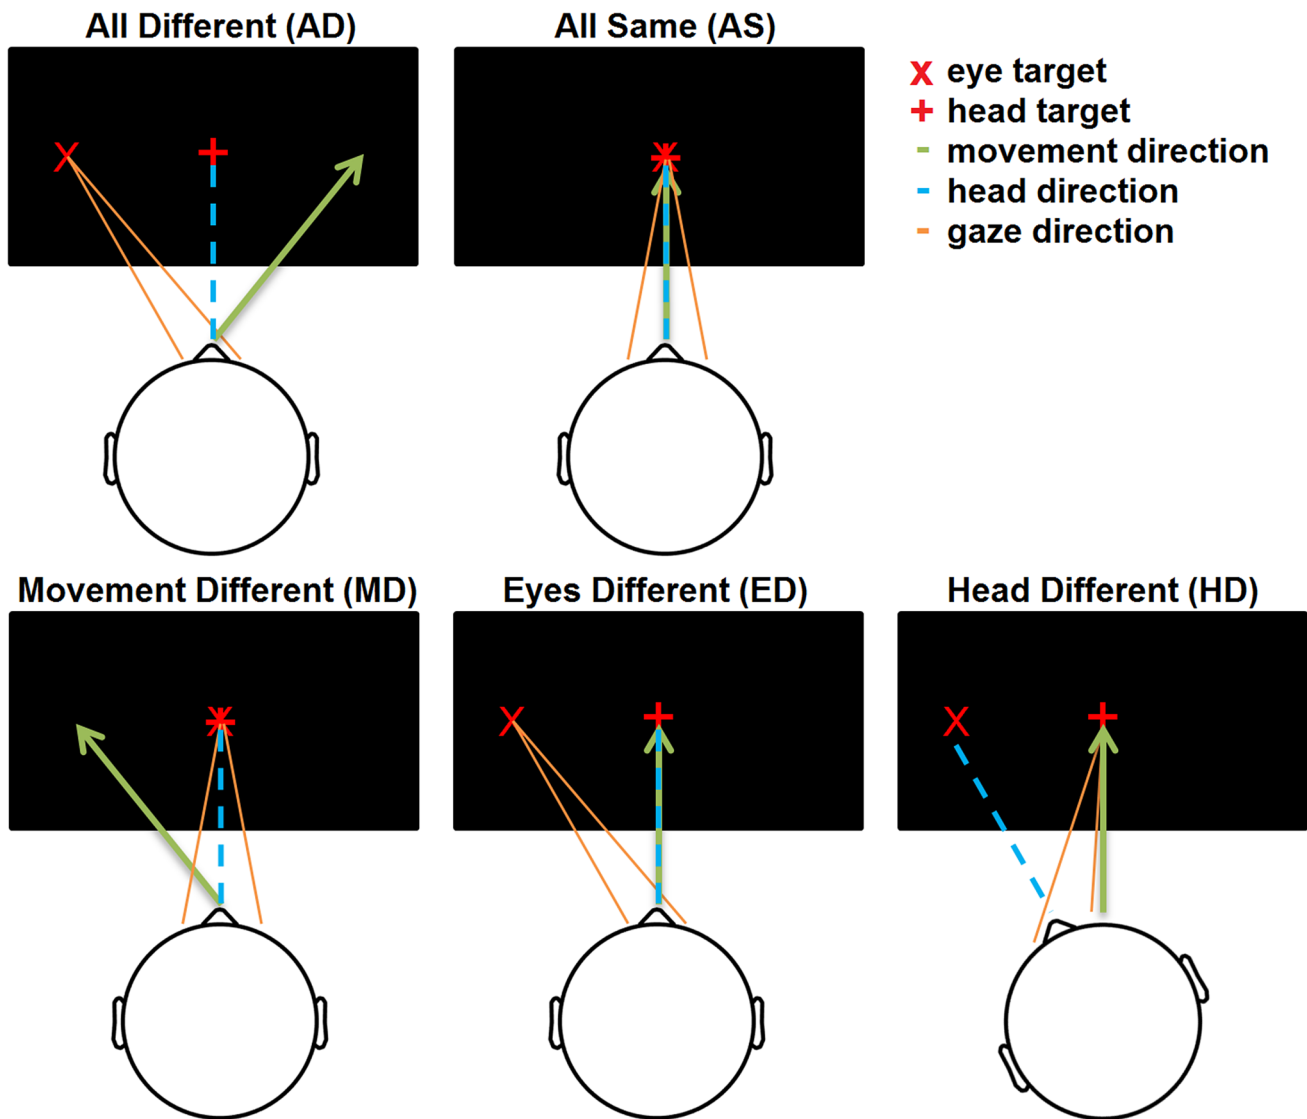 All Different (AD)
All Same (AS)
x eye target
+ head target
- movement direction
- head direction
- gaze direction
Movement Different (MD)
Eyes Different (ED)
Head Different (HD)